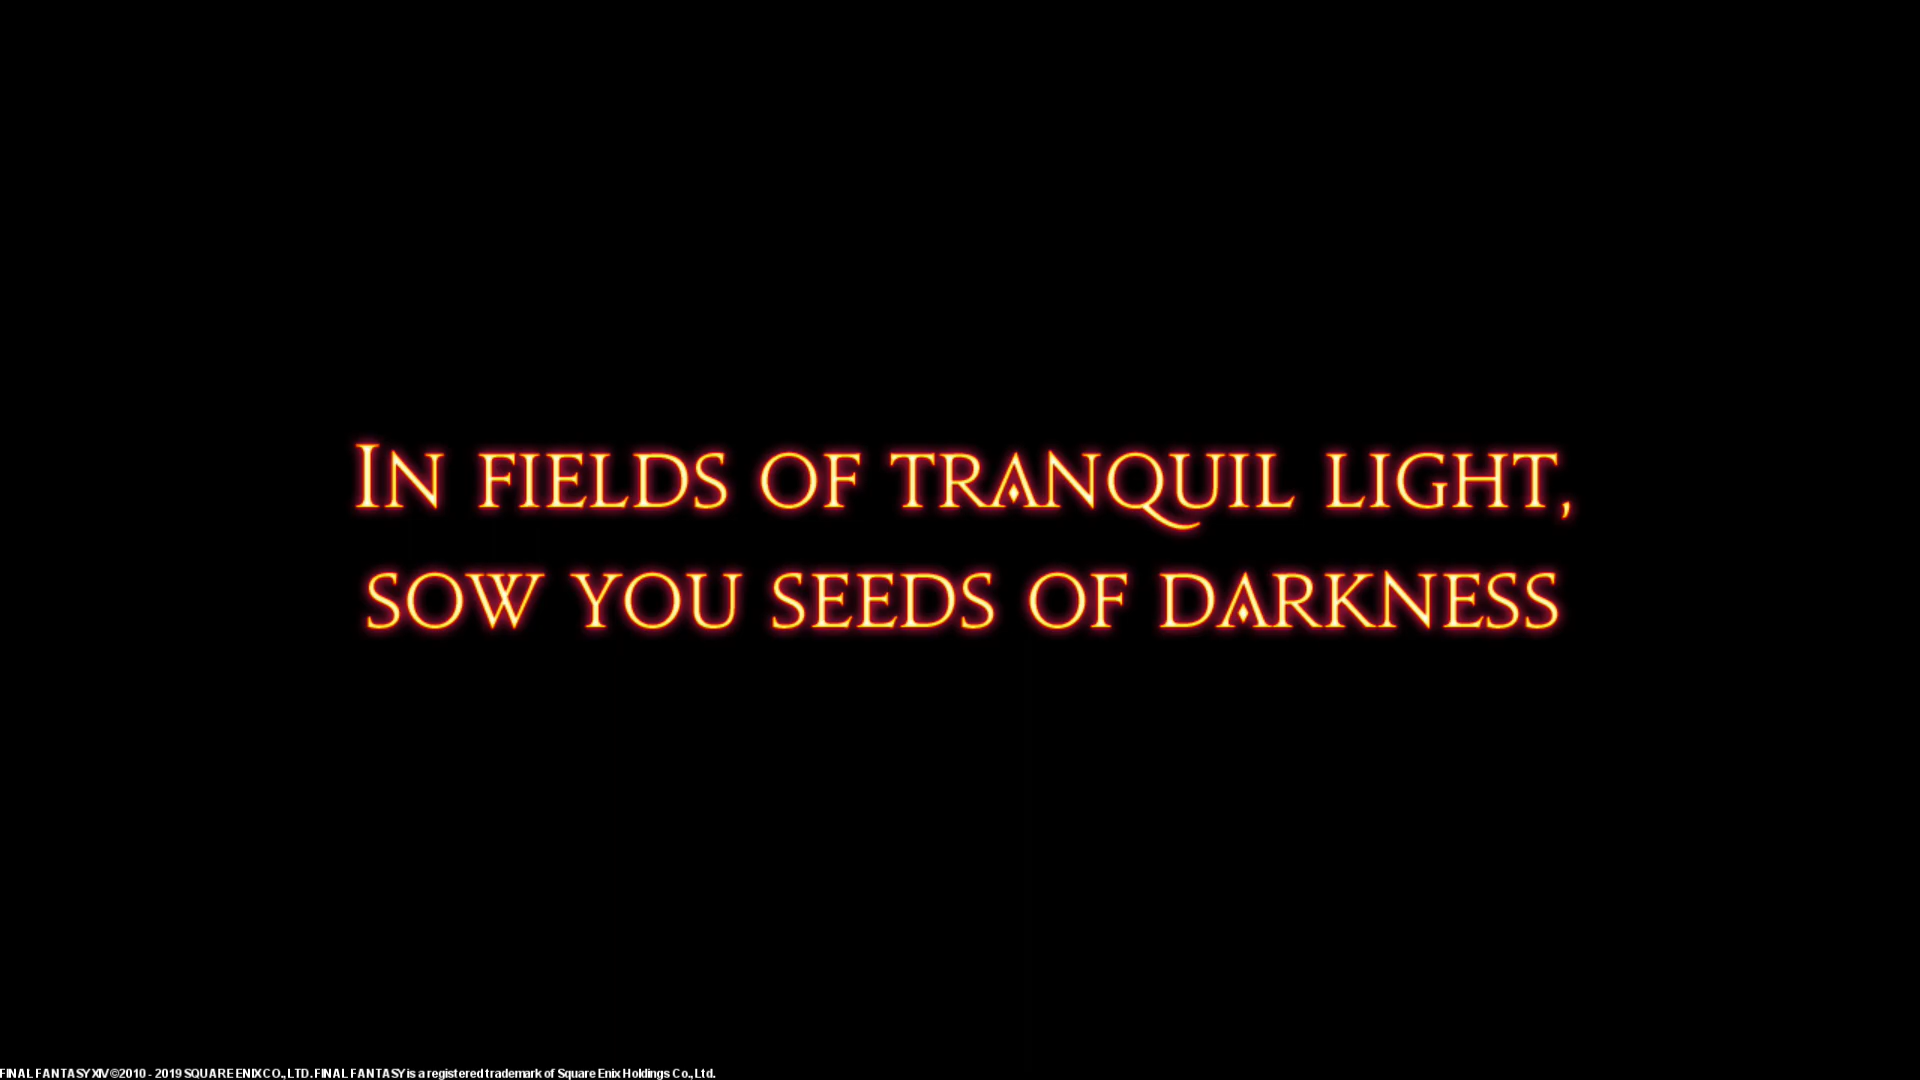 In fields of tranquil light,
sow you seeds of darkness
FINAL FANTASY XIV ©2010 - 2019 SQUARE ENIX CO., LTD. FINAL FANTASY is a registered trademark of Square Enix Holdings Co., Ltd.